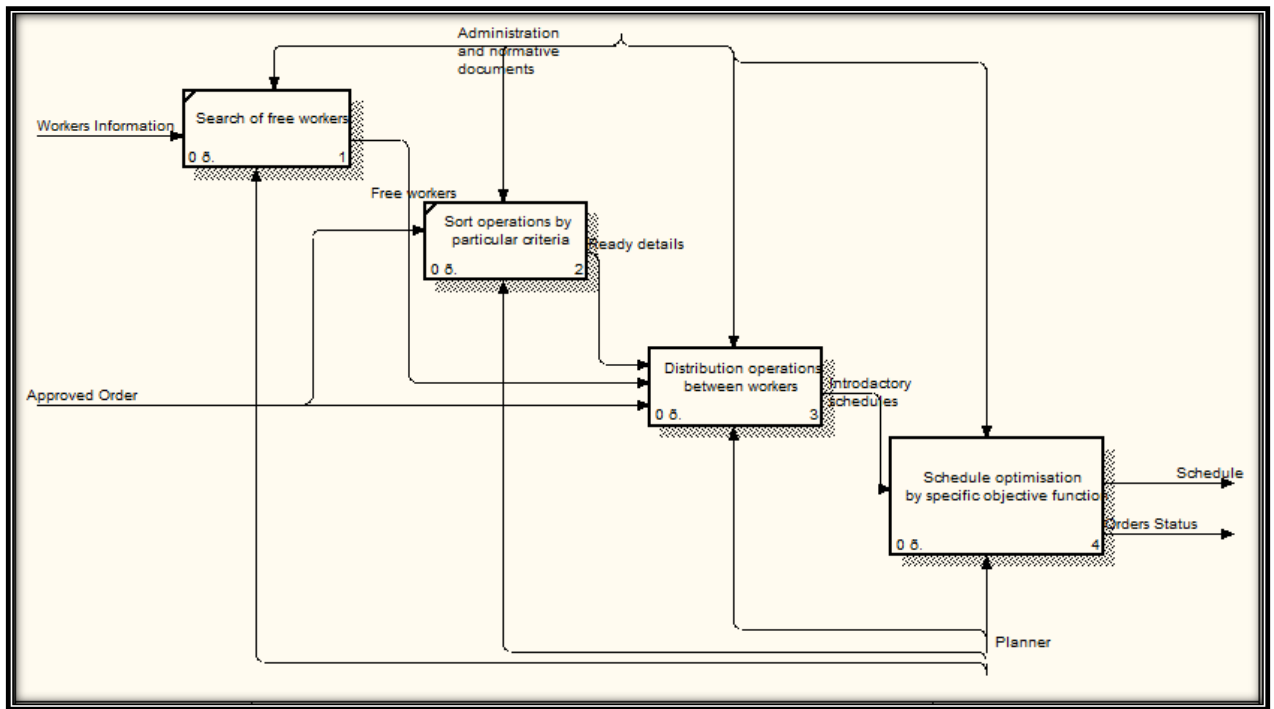 Administration
and normative
documents
Workers Information
Search of free workers
0 ð.
1
Free workers
Sort operations by
particular criteria
0 ð.
2
Ready details
Approved Order
Distribution operations
between workers
0 ð.
3
Introdactory
schedules
Schedule optimisation
by specific objective functio
0 ð.
4
Schedule
Orders Status
Planner